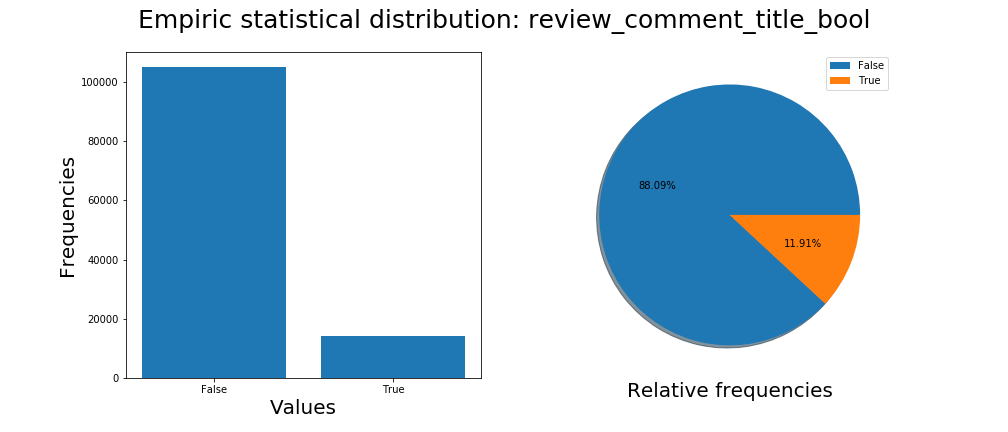 Empiric statistical distribution: review_comment_title_bool
Frequencies
100000
80000
60000
40000
20000
0
False
True
Values
False
True
88.09%
11.91%
Relative frequencies